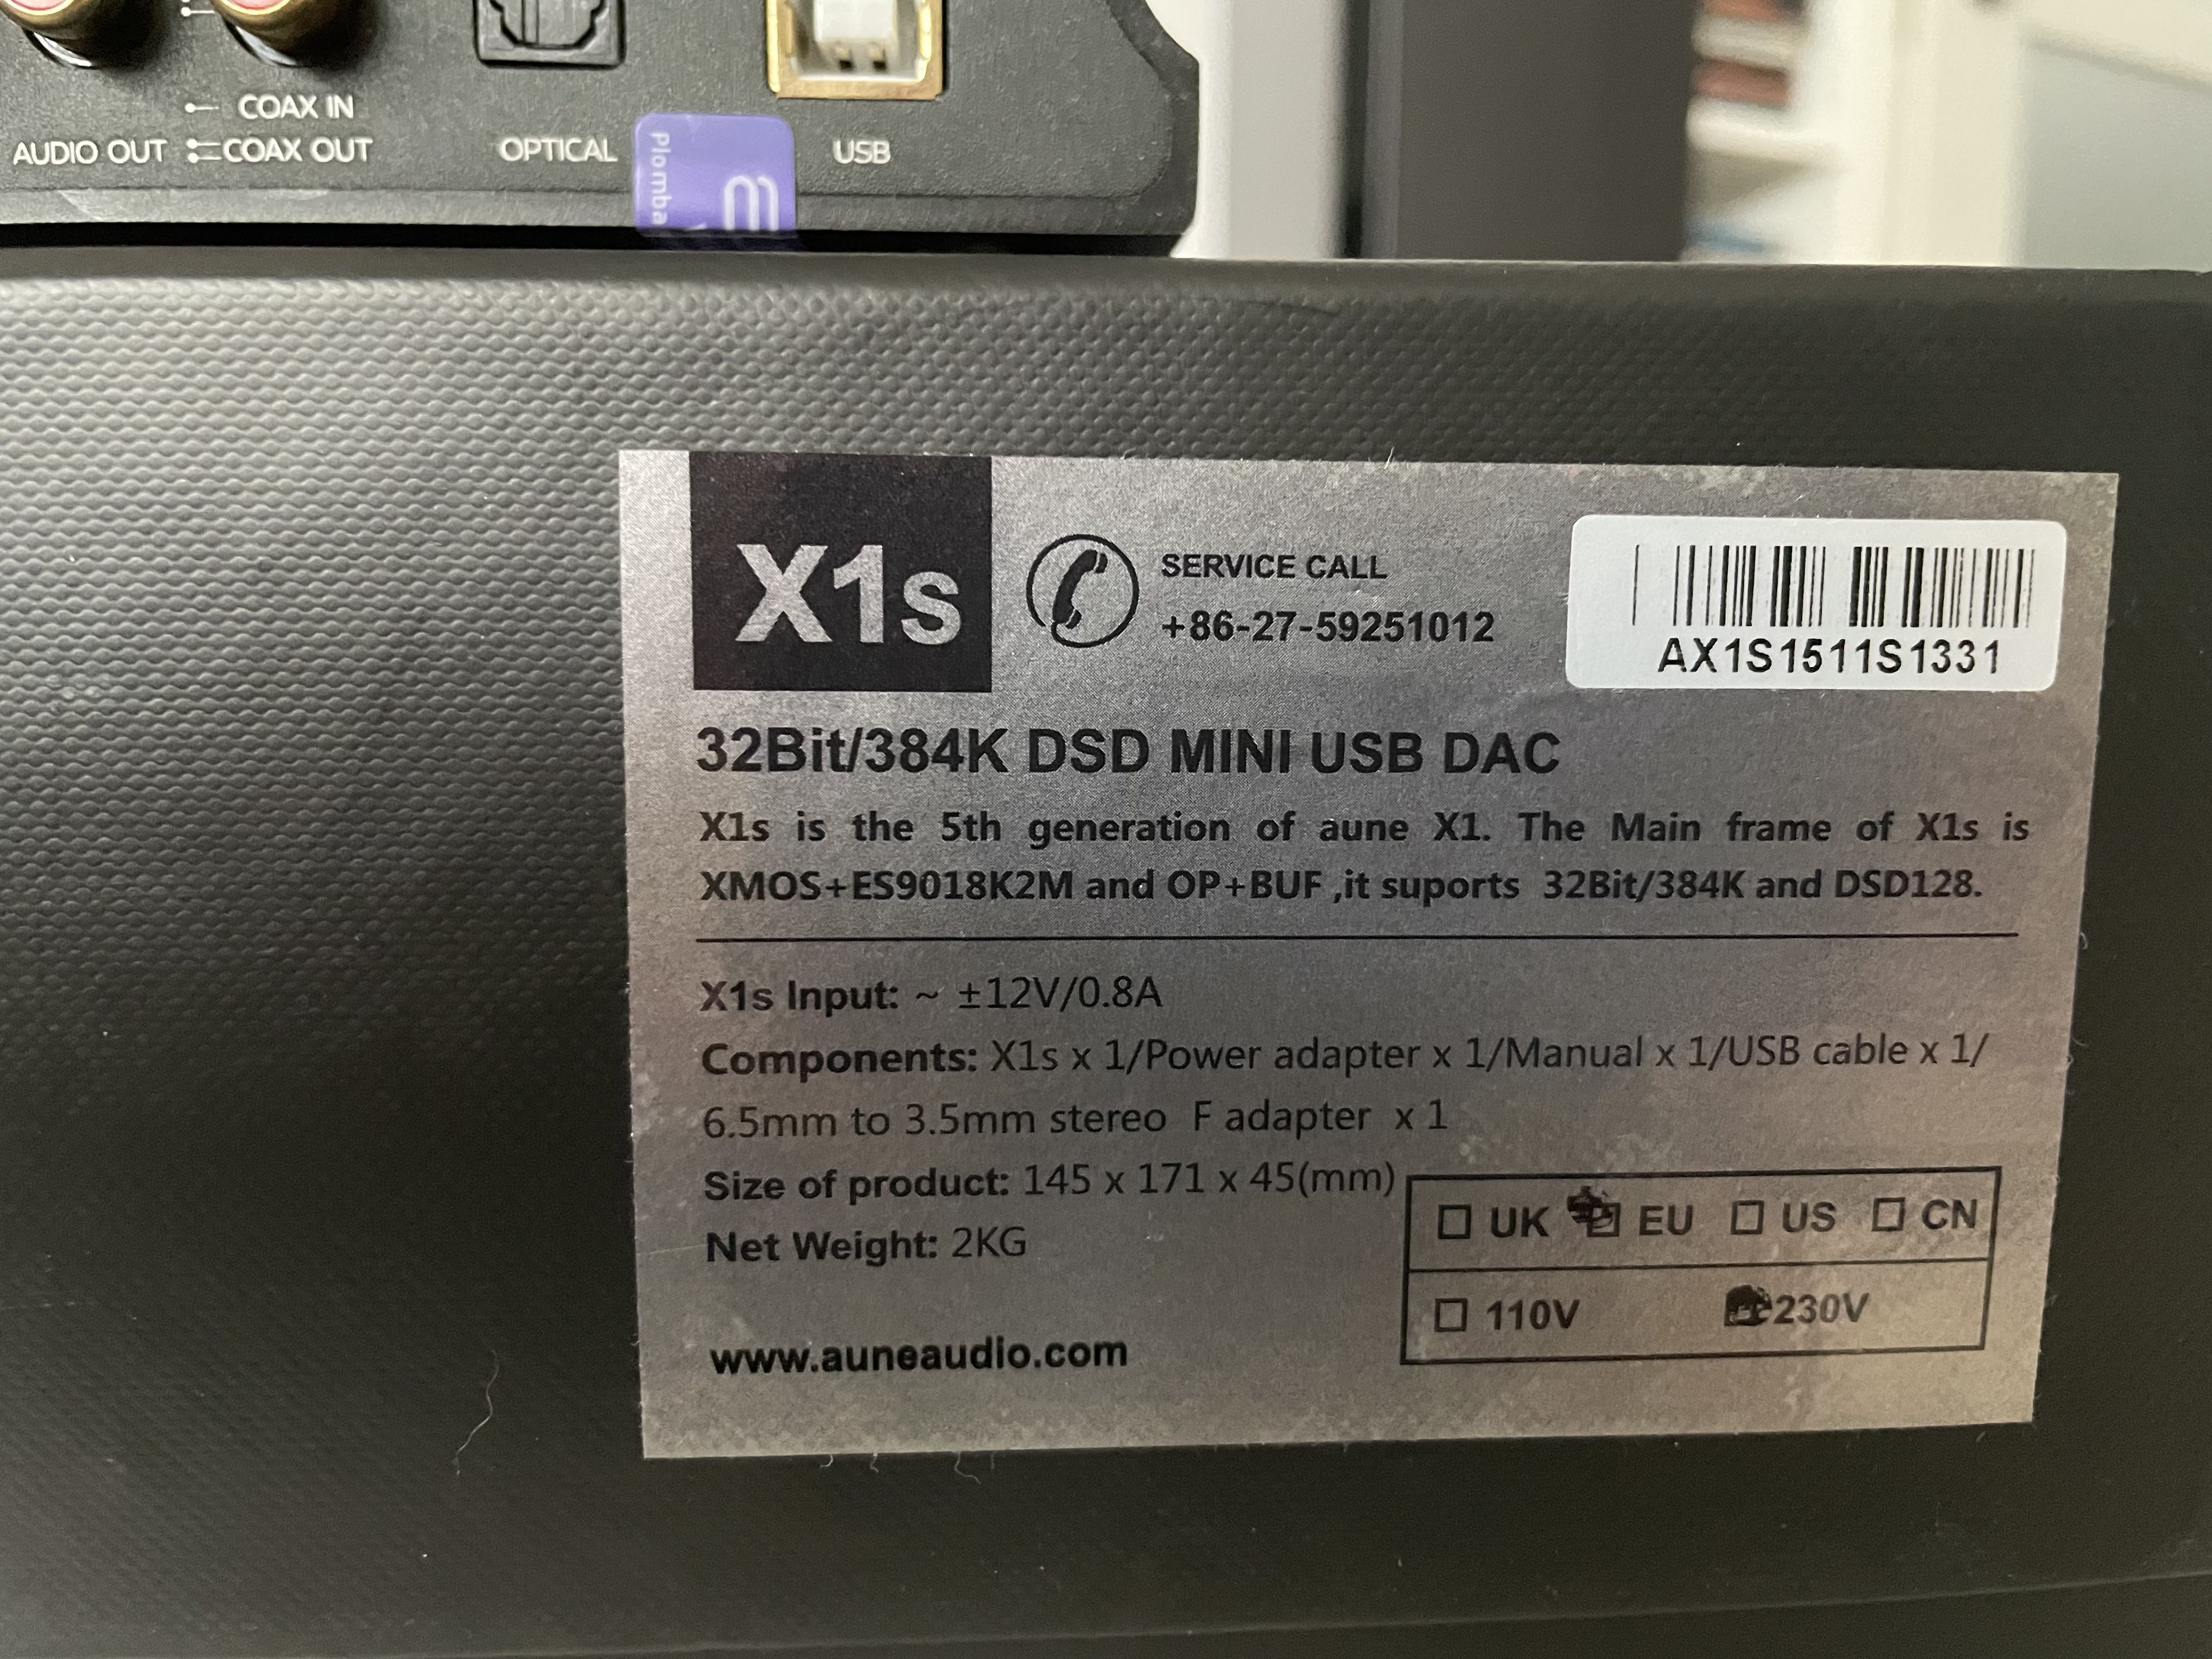 COAX IN
AUDIO OUT COAX OUT OPTICAL USB
Plomba
X1s
SERVICE CALL
+86-27-59251012
AX1S1511S1331
32Bit/384K DSD MINI USB DAC
X1s is the 5th generation of aune X1. The Main frame of X1s is
XMOS+ES9018K2M and OP+BUF ,it suports 32Bit/384K and DSD128.
X1s Input: ~ ±12V/0.8A
Components: X1s x 1/Power adapter x 1/Manual x 1/USB cable x 1/
6.5mm to 3.5mm stereo F adapter x 1
Size of product: 145 x 171 x 45(mm)
Net Weight: 2KG
UK EU US CN
110V 230V
www.auneaudio.com